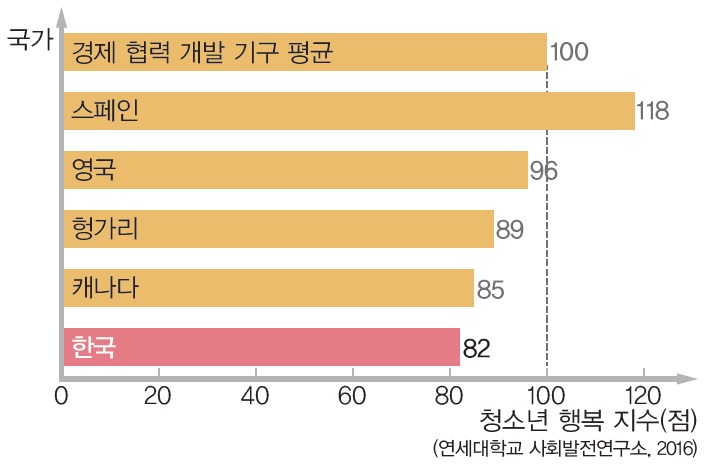 국가
경제 협력 개발 기구 평균 100
스페인 118
영국 96
헝가리 89
캐나다 85
한국 82
0 20 40 60 80 100 120
청소년 행복 지수(점)
(연세대학교 사회발전연구소, 2016)